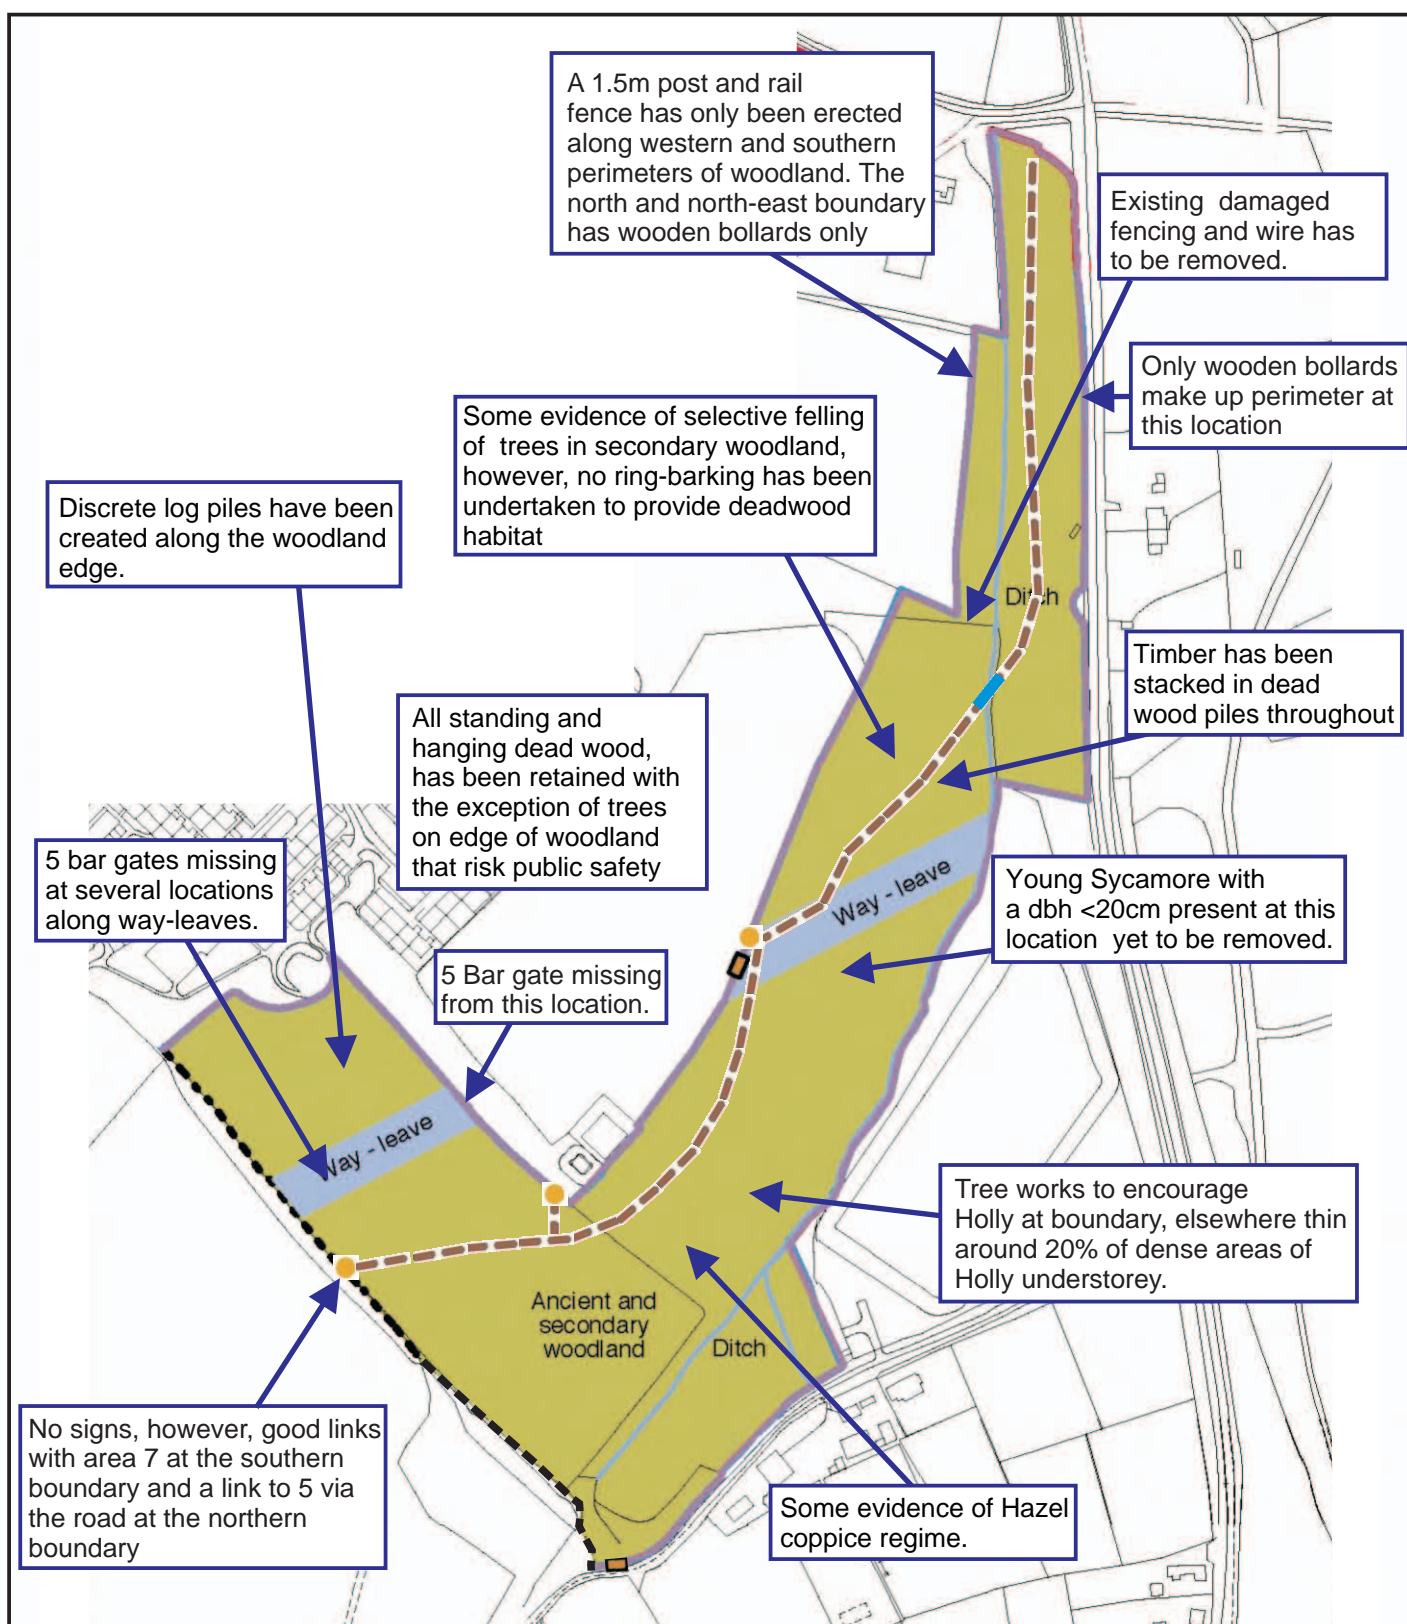 A 1.5m post and rail
fence has only been erected
along western and southern
perimeters of woodland. The
north and north-east boundary
has wooden bollards only
Existing damaged
fencing and wire has
to be removed.
Only wooden bollards
make up perimeter at
this location
Some evidence of selective felling
of trees in secondary woodland,
however, no ring-barking has been
undertaken to provide deadwood
habitat
Discrete log piles have been
created along the woodland
edge.
Ditch
Timber has been
stacked in dead
wood piles throughout
All standing and
hanging dead wood,
has been retained with
the exception of trees
on edge of woodland
that risk public safety
5 bar gates missing
at several locations
along way-leaves.
Way - leave
Young Sycamore with
a dbh <20cm present at this
location yet to be removed.
5 Bar gate missing
from this location.
Way - leave
Tree works to encourage
Holly at boundary, elsewhere thin
around 20% of dense areas of
Holly understorey.
Ancient and
secondary
woodland
Ditch
No signs, however, good links
with area 7 at the southern
boundary and a link to 5 via
the road at the northern
boundary
Some evidence of Hazel
coppice regime.